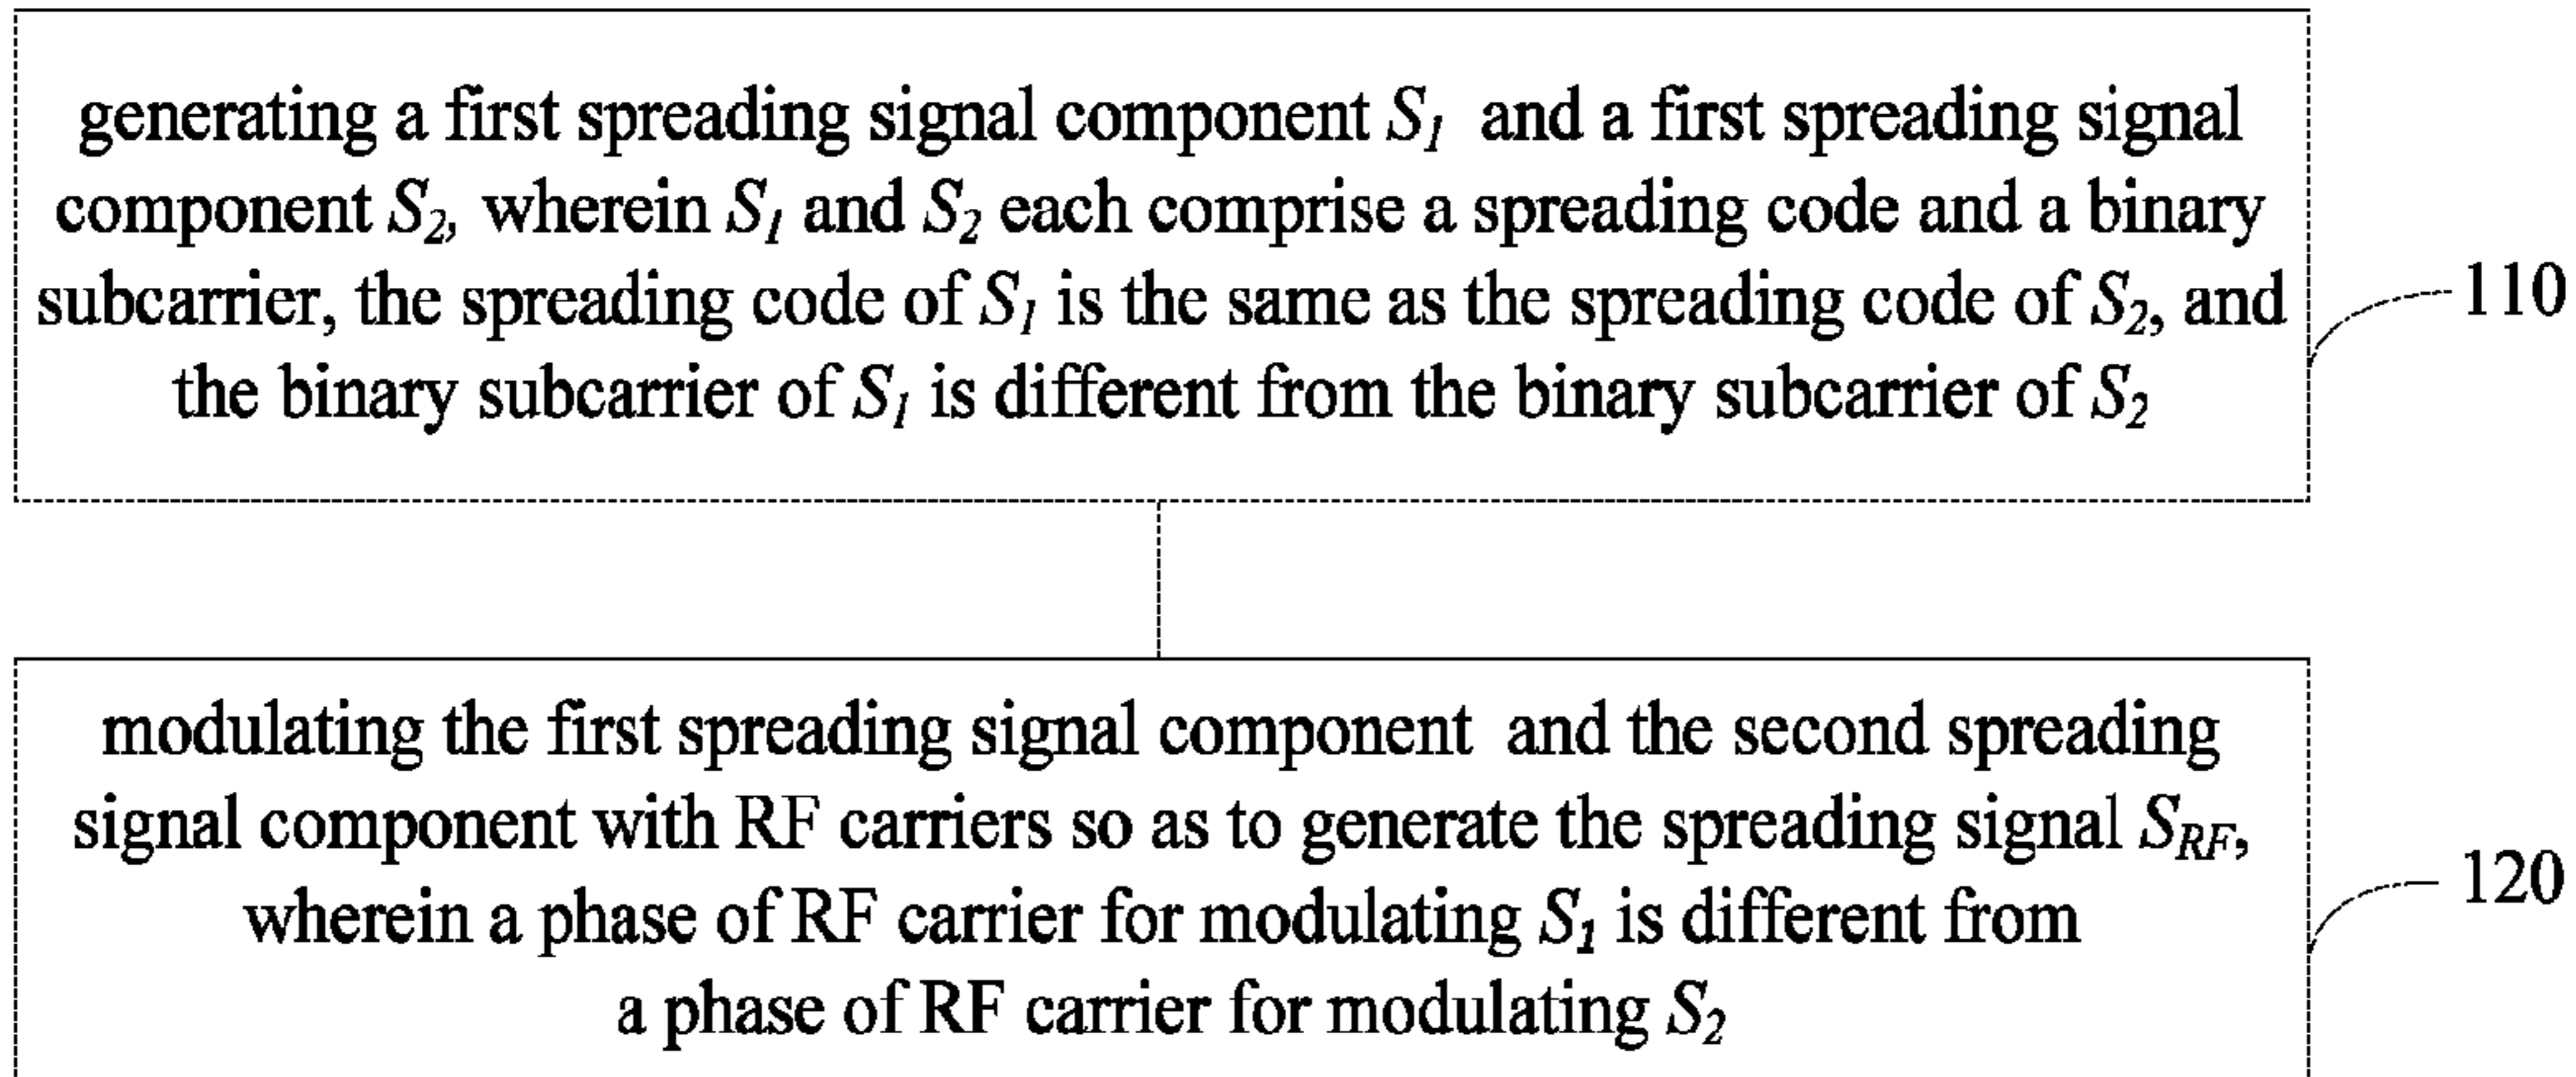 generating a first spreading signal component S1 and a first spreading signal
component S2, wherein S1 and S2 each comprise a spreading code and a binary
subcarrier, the spreading code of S1 is the same as the spreading code of S2, and
the binary subcarrier of S1 is different from the binary subcarrier of S2
110
modulating the first spreading signal component and the second spreading
signal component with RF carriers so as to generate the spreading signal SRF,
wherein a phase of RF carrier for modulating S1 is different from
a phase of RF carrier for modulating S2
120